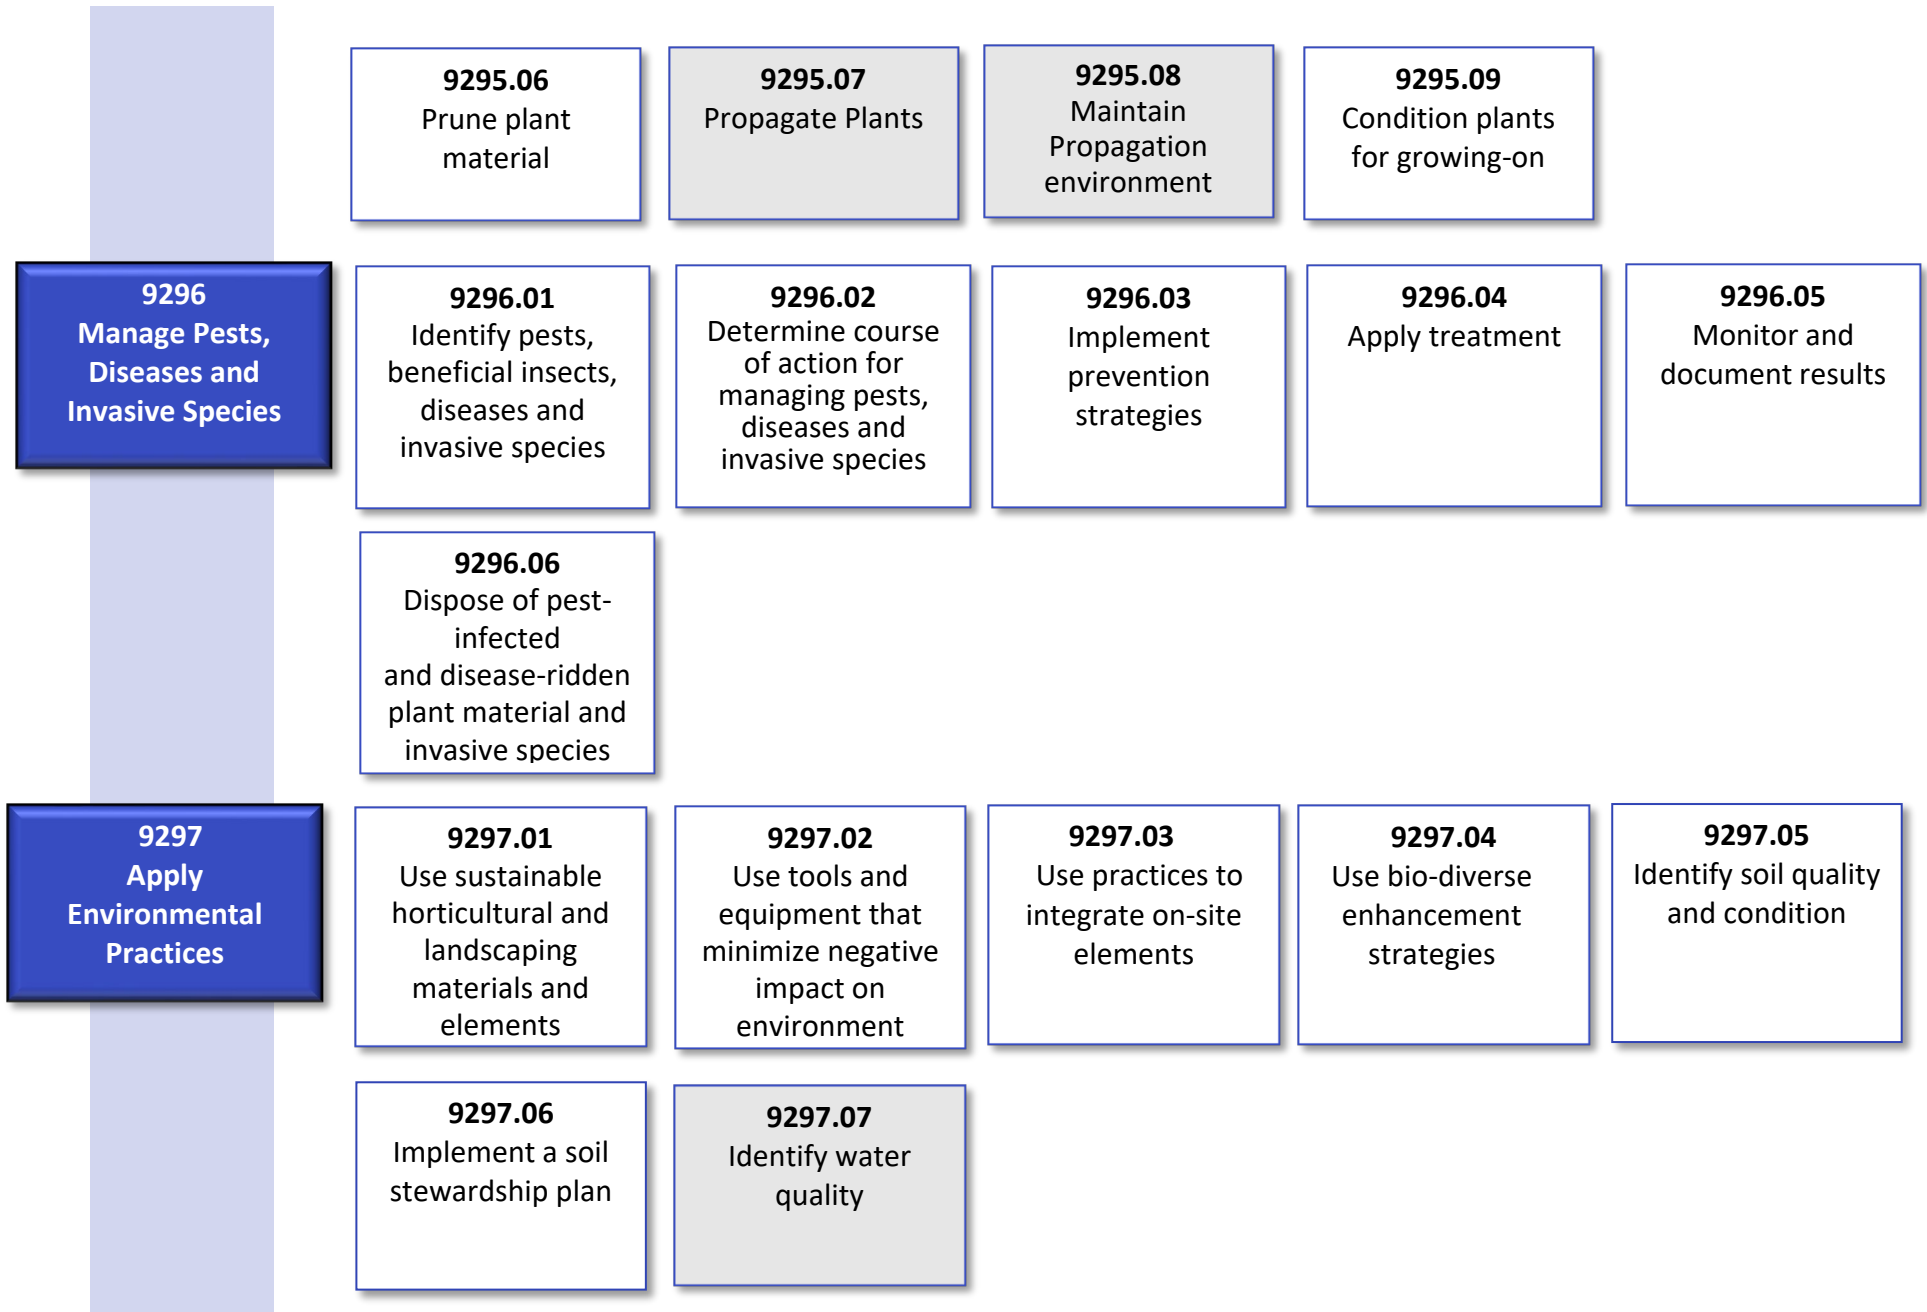 9295.06
Prune plant
material
9295.07
Propagate Plants
9295.08
Maintain
Propagation
environment
9295.09
Condition plants
for growing-on
9296
Manage Pests,
Diseases and
Invasive Species
9296.01
Identify pests,
beneficial insects,
diseases and
invasive species
9296.02
Determine course
of action for
managing pests,
diseases and
invasive species
9296.03
Implement
prevention
strategies
9296.04
Apply treatment
9296.05
Monitor and
document results
9296.06
Dispose of pest-
infected
and disease-ridden
plant material and
invasive species
9297
Apply
Environmental
Practices
9297.01
Use sustainable
horticultural and
landscaping
materials and
elements
9297.02
Use tools and
equipment that
minimize negative
impact on
environment
9297.03
Use practices to
integrate on-site
elements
9297.04
Use bio-diverse
enhancement
strategies
9297.05
Identify soil quality
and condition
9297.06
Implement a soil
stewardship plan
9297.07
Identify water
quality